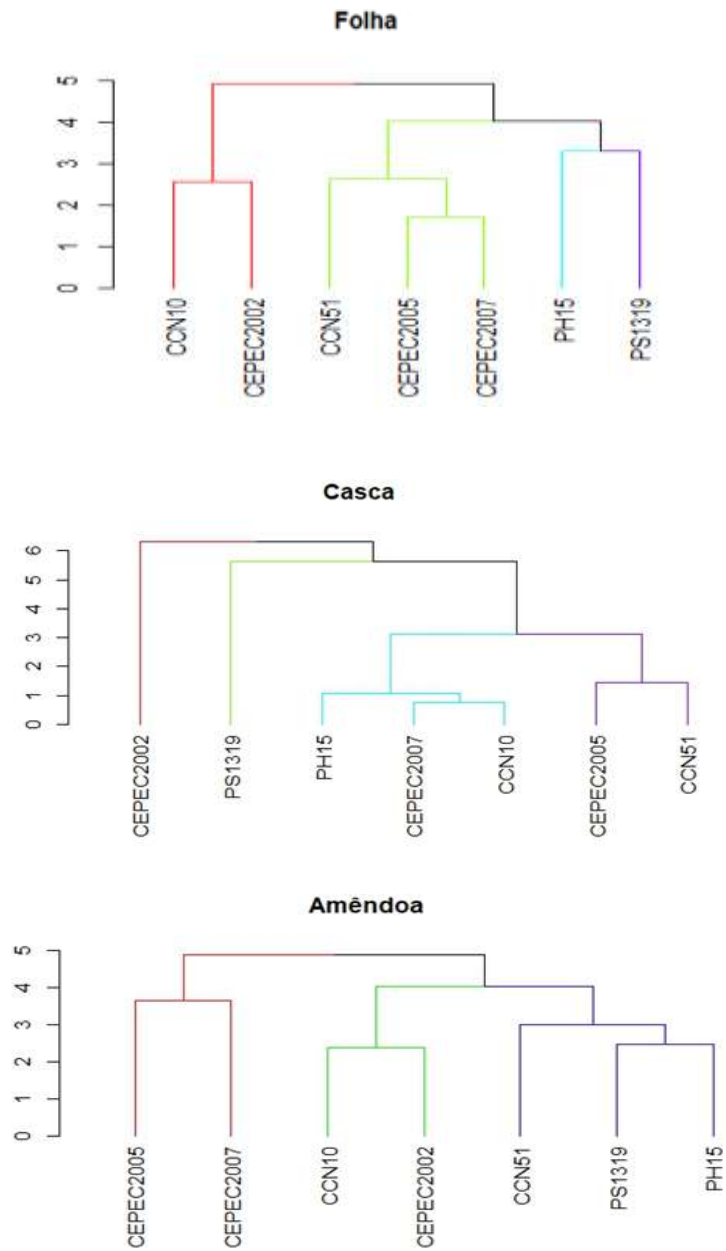 Folha
5
4
3
2
1
0
CCN10
CEPEC2002
CCN51
CEPEC2005
CEPEC2007
PH15
PS1319
Casca
6
5
4
3
2
1
0
CEPEC2002
PS1319
PH15
CEPEC2007
CCN10
CEPEC2005
CCN51
Amêndoa
5
4
3
2
1
0
CEPEC2005
CEPEC2007
CCN10
CEPEC2002
CCN51
PS1319
PH15